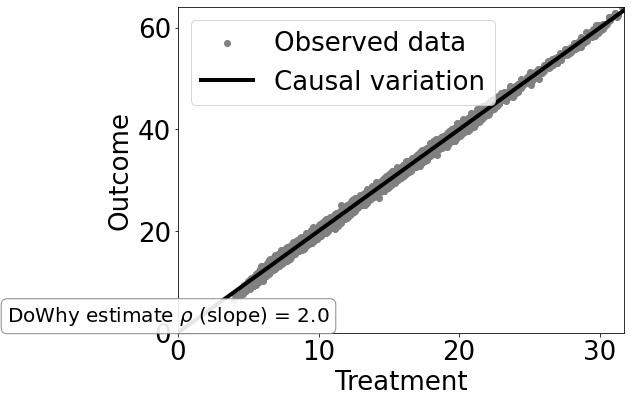 60
Observed data
Causal variation
40
Outcome
20
DoWhy estimate ρ (slope) = 2.0
0
0 10 20 30
Treatment